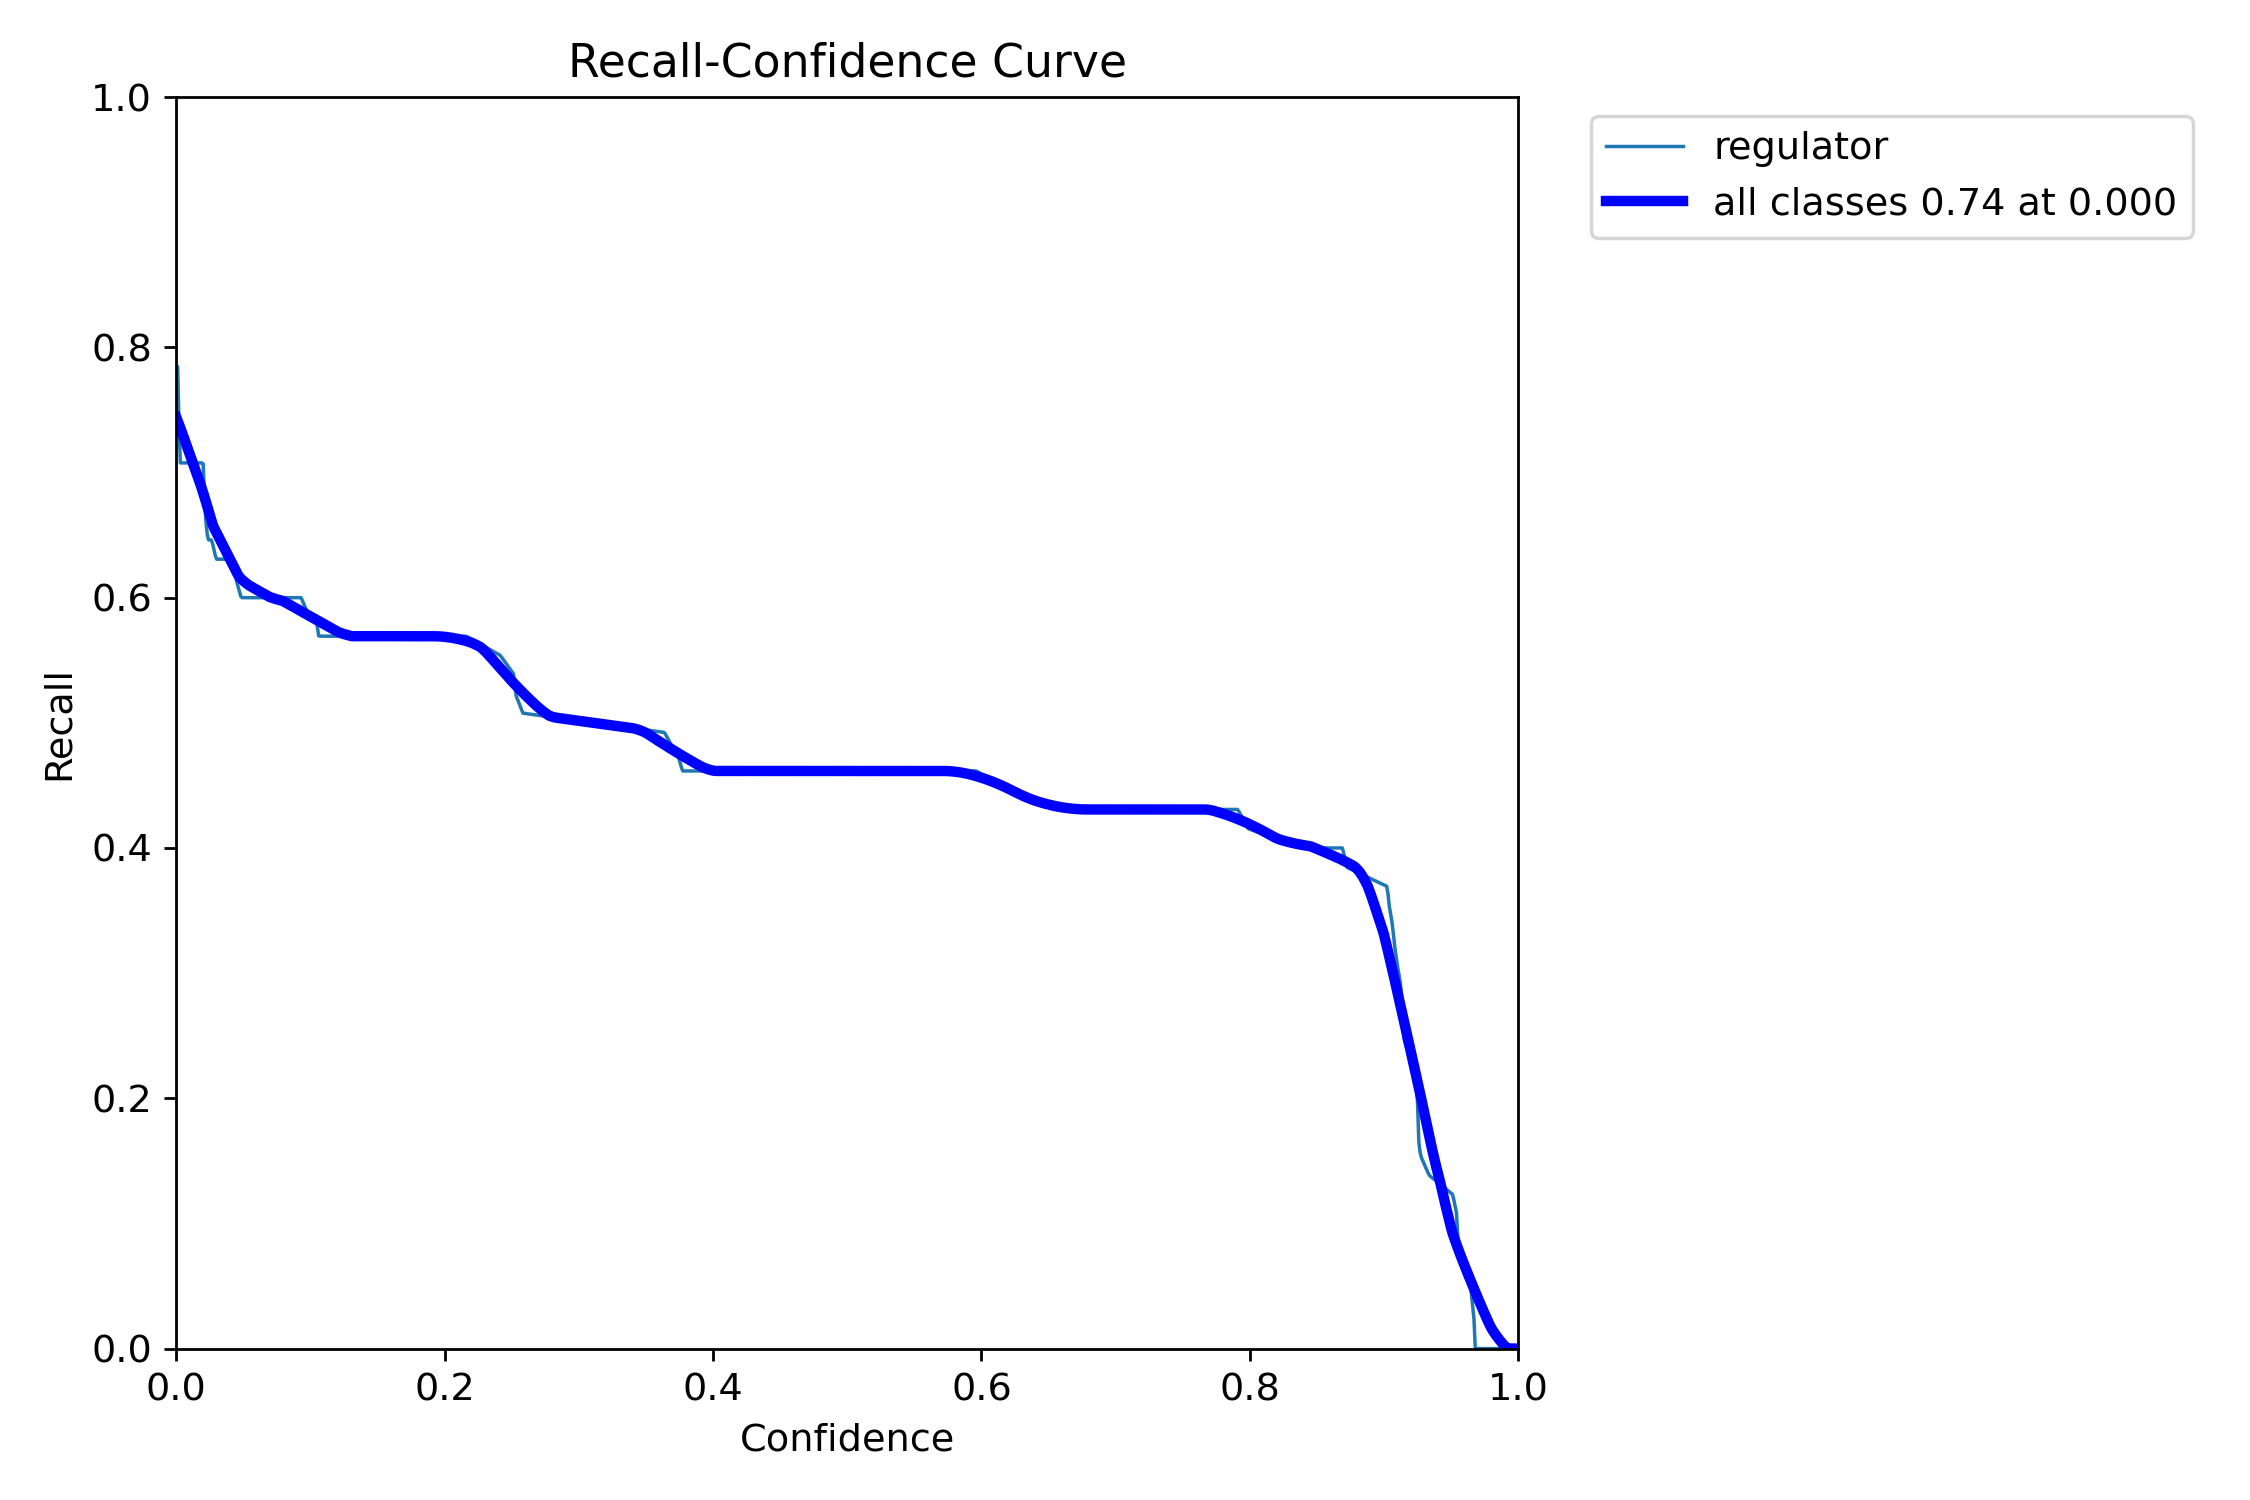 Recall-Confidence Curve
1.0
0.8
0.6
0.4
0.2
0.0
Recall
0.0 0.2 0.4 0.6 0.8 1.0
Confidence
regulator
all classes 0.74 at 0.000